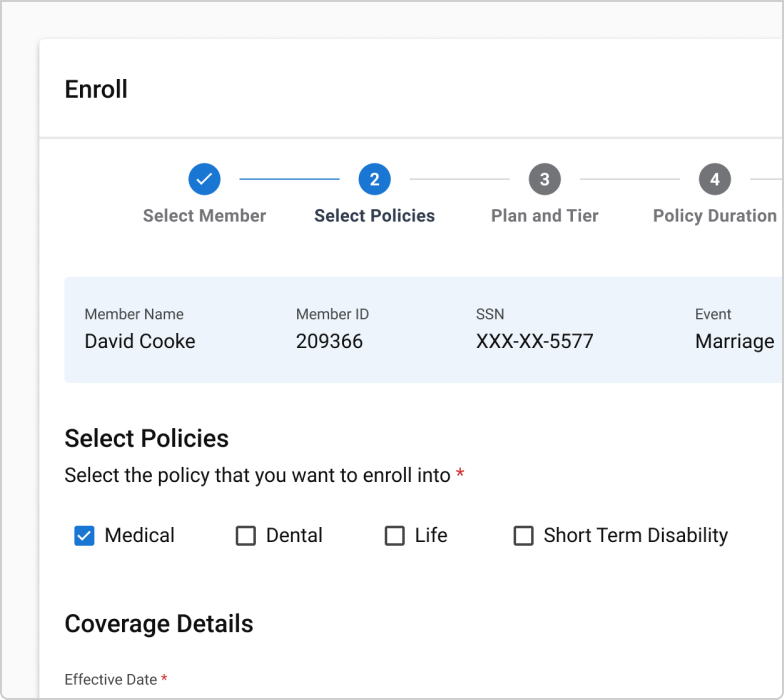 Enroll
2 3 4
Select Member Select Policies Plan and Tier Policy Duration
Member Name Member ID SSN Event
David Cooke 209366 XXX-XX-5577 Marriage
Select Policies
Select the policy that you want to enroll into *
Medical Dental Life Short Term Disability
Coverage Details
Effective Date *